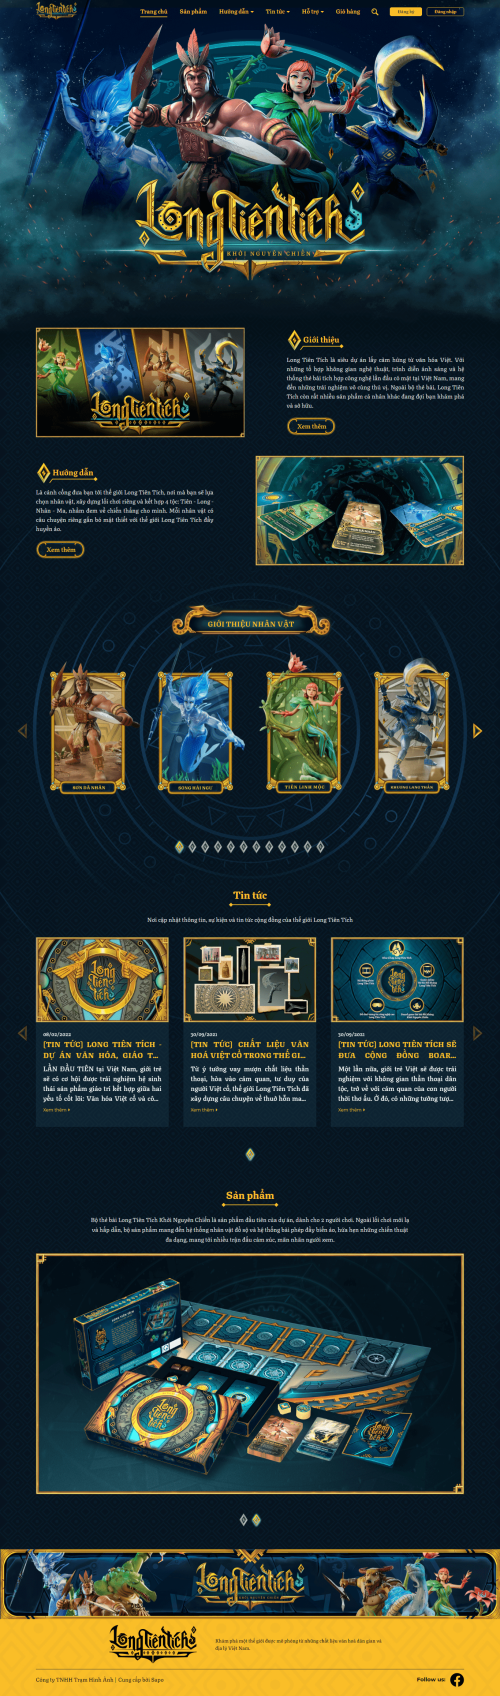 LongTiênTích
Trang chủ Sản phẩm Hướng dẫn Tin tức Hỗ trợ Giỏ hàng Đăng ký Đăng nhập
LongTiênTích
KHỞI NGUYÊN CHIẾN
LongTiênTích
Giới thiệu
Long Tiên Tích là siêu dự án lấy cảm hứng từ văn hóa Việt. Với
những tổ hợp không gian nghệ thuật, trình diễn ánh sáng và hệ
thống thẻ bài tích hợp công nghệ lần đầu có mặt tại Việt Nam, mang
đến những trải nghiệm vô cùng thú vị. Ngoài bộ thẻ bài, Long Tiên
Tích còn rất nhiều sản phẩm cá nhân khác đang đợi bạn khám phá
và sở hữu.
Xem thêm
Hướng dẫn
Là cánh cổng đưa bạn tới thế giới Long Tiên Tích, nơi mà bạn sẽ lựa
chọn nhân vật, xây dựng lối chơi riêng và kết hợp 4 tộc: Tiên - Long -
Nhân - Ma, nhằm đem về chiến thắng cho mình. Mỗi nhân vật có
câu chuyện riêng gắn bó mật thiết với thế giới Long Tiên Tích đầy
huyền ảo.
Xem thêm
GIỚI THIỆU NHÂN VẬT
SƠN DÃ NHÂN
SONG HẢI NGƯ
TIÊN LINH MỘC
Tin tức
Nơi cập nhật thông tin, sự kiện và tin tức cộng đồng của thế giới Long Tiên Tích
Long Tiên Tích
08/02/2022
[TIN TỨC] LONG TIÊN TÍCH -
DỰ ÁN VĂN HÓA, GIÁO T...
LẦN ĐẦU TIÊN tại Việt Nam, giới trẻ
sẽ có cơ hội được trải nghiệm hệ sinh
thái sản phẩm giáo trí kết hợp giữa hai
yếu tố cốt lõi: Văn hóa Việt cổ và cô...
Xem thêm
30/09/2021
[TIN TỨC] CHẤT LIỆU VĂN
HOÁ VIỆT CỔ TRONG THẾ GI...
Từ ý tưởng vay mượn chất liệu thần
thoại, hòa vào cảm quan, tư duy của
người Việt cổ, thế giới Long Tiên Tích đã
xây dựng câu chuyện về thuở hỗn ma...
Xem thêm
Long Tiên Tích
30/09/2021
[TIN TỨC] LONG TIÊN TÍCH SẼ
ĐƯA CỘNG ĐỒNG BOAR...
Một lần nữa, giới trẻ Việt sẽ được trải
nghiệm với không gian thần thoại dân
tộc, trở về với cảm quan của con người
thời thơ ấu. Ở đó, có những tưởng tượ...
Xem thêm
Sản phẩm
Bộ thẻ bài Long Tiên Tích Khởi Nguyên Chiến là sản phẩm đầu tiên của dự án, dành cho 2 người chơi. Ngoài lối chơi mới lạ
và hấp dẫn, bộ sản phẩm mang đến hệ thống nhân vật đồ sộ và hệ thống bài phép đầy biến ảo, hứa hẹn những chiến thuật
đa dạng, mang tới nhiều trận đấu cảm xúc, mãn nhãn người xem.
Long Tiên Tích
LongTiênTích
LongTiênTích
Khám phá một thế giới được mô phỏng từ những chất liệu văn hoá dân gian và
địa lý Việt Nam.
Công ty TNHH Trạm Hình Ảnh | Cung cấp bởi Sapo
Follow us: